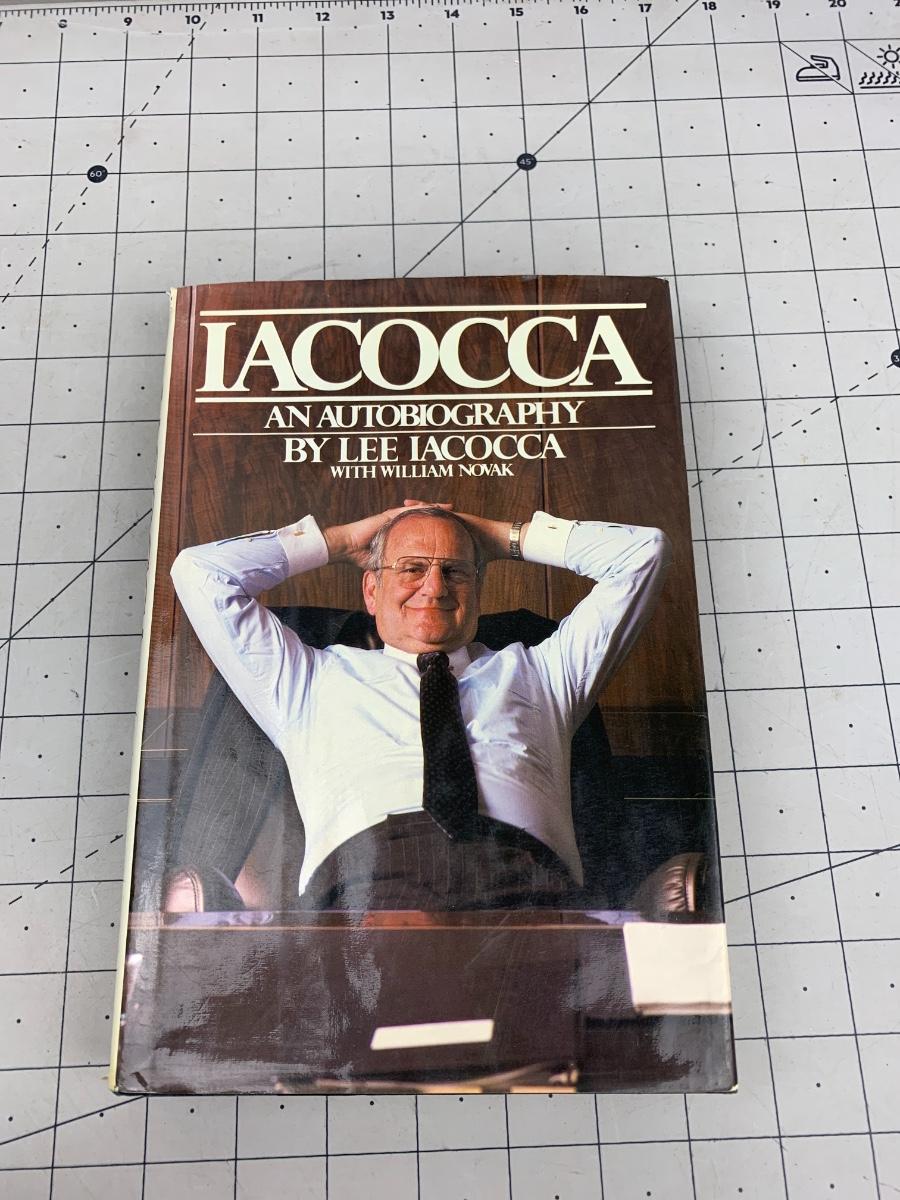 8 9 10 11 12 13 14 15 16 17 18 19 20
60°
45°
IACOCCA
AN AUTOBIOGRAPHY
BY LEE IACOCCA
WITH WILLIAM NOVAK